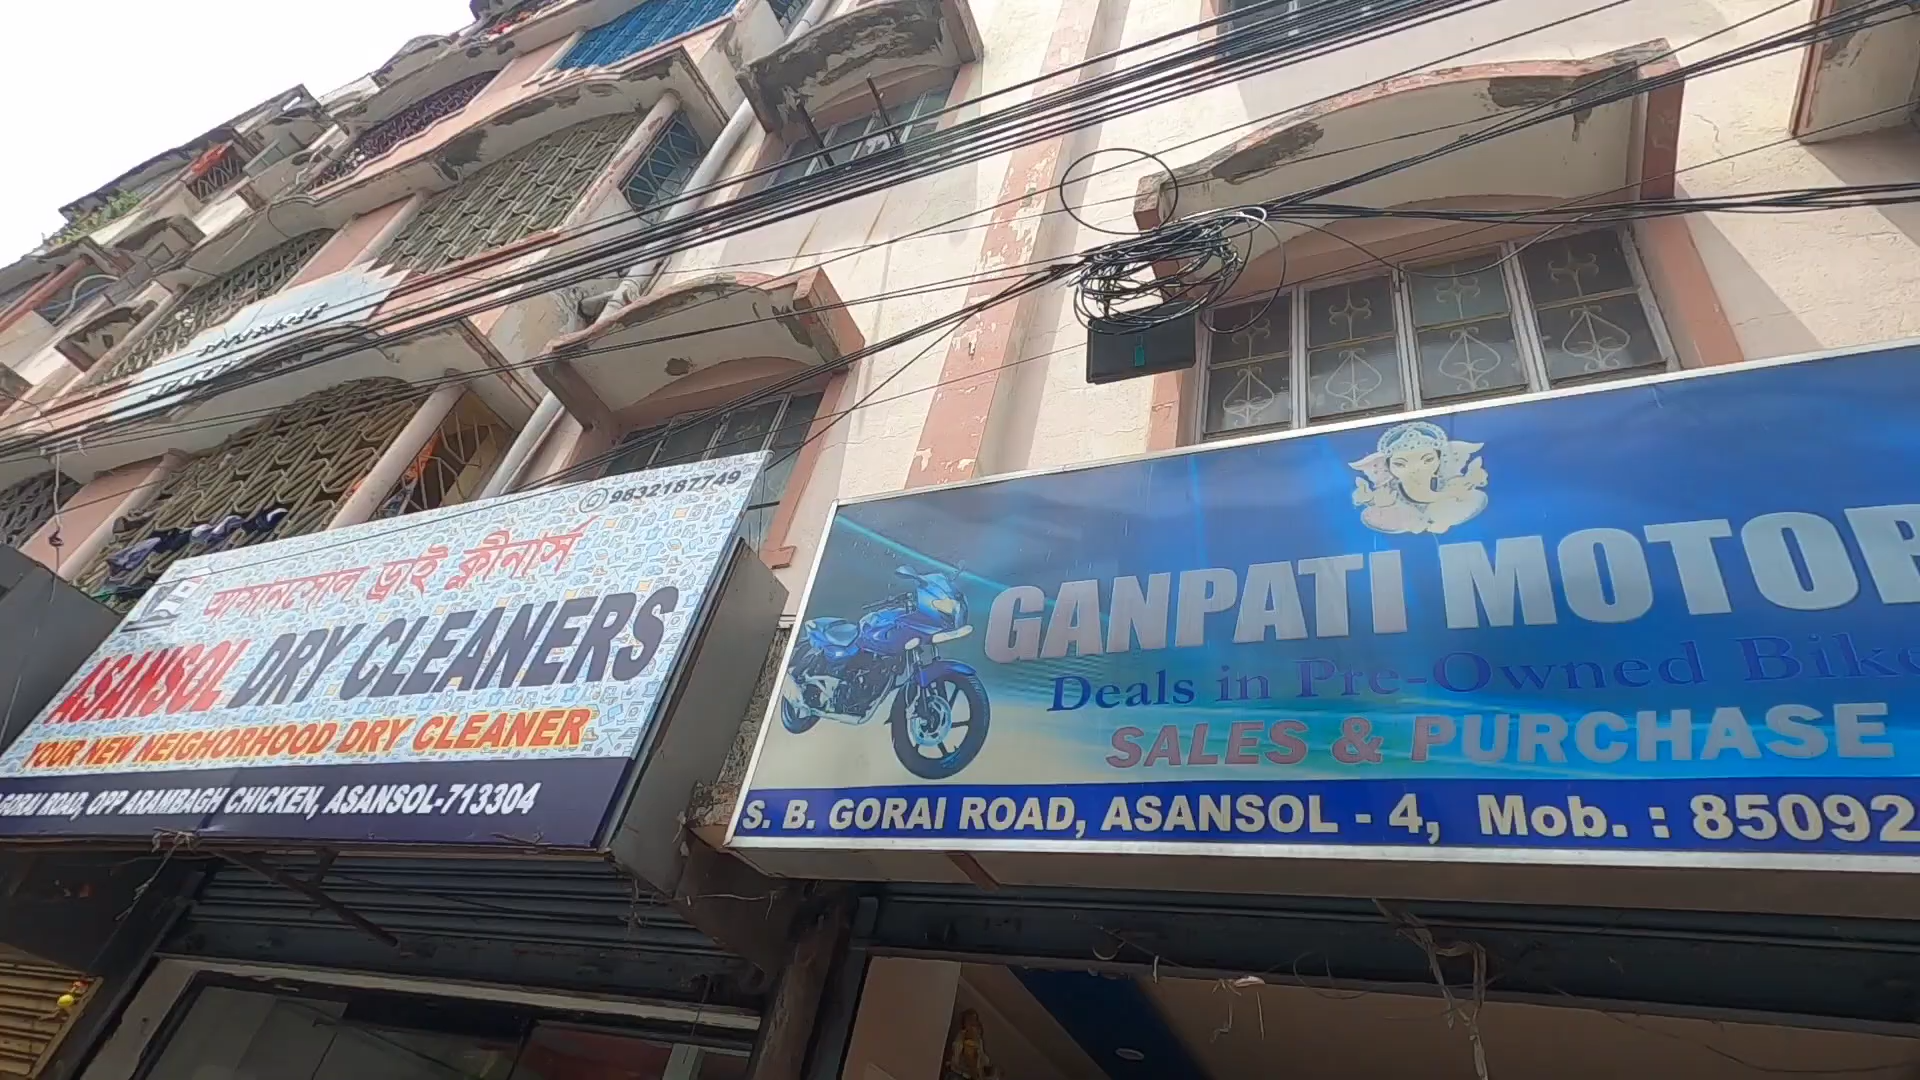 9832187749
আসানসোল ড্রাই ক্লীনার্স
ASANSOL DRY CLEANERS
YOUR NEW NEIGHORHOOD DRY CLEANER
GORAI ROAD, OPP ARAMBAGH CHICKEN, ASANSOL-713304
GANPATI MOTOR
Deals in Pre-Owned Bike
SALES & PURCHASE
S. B. GORAI ROAD, ASANSOL - 4, Mob. : 85092